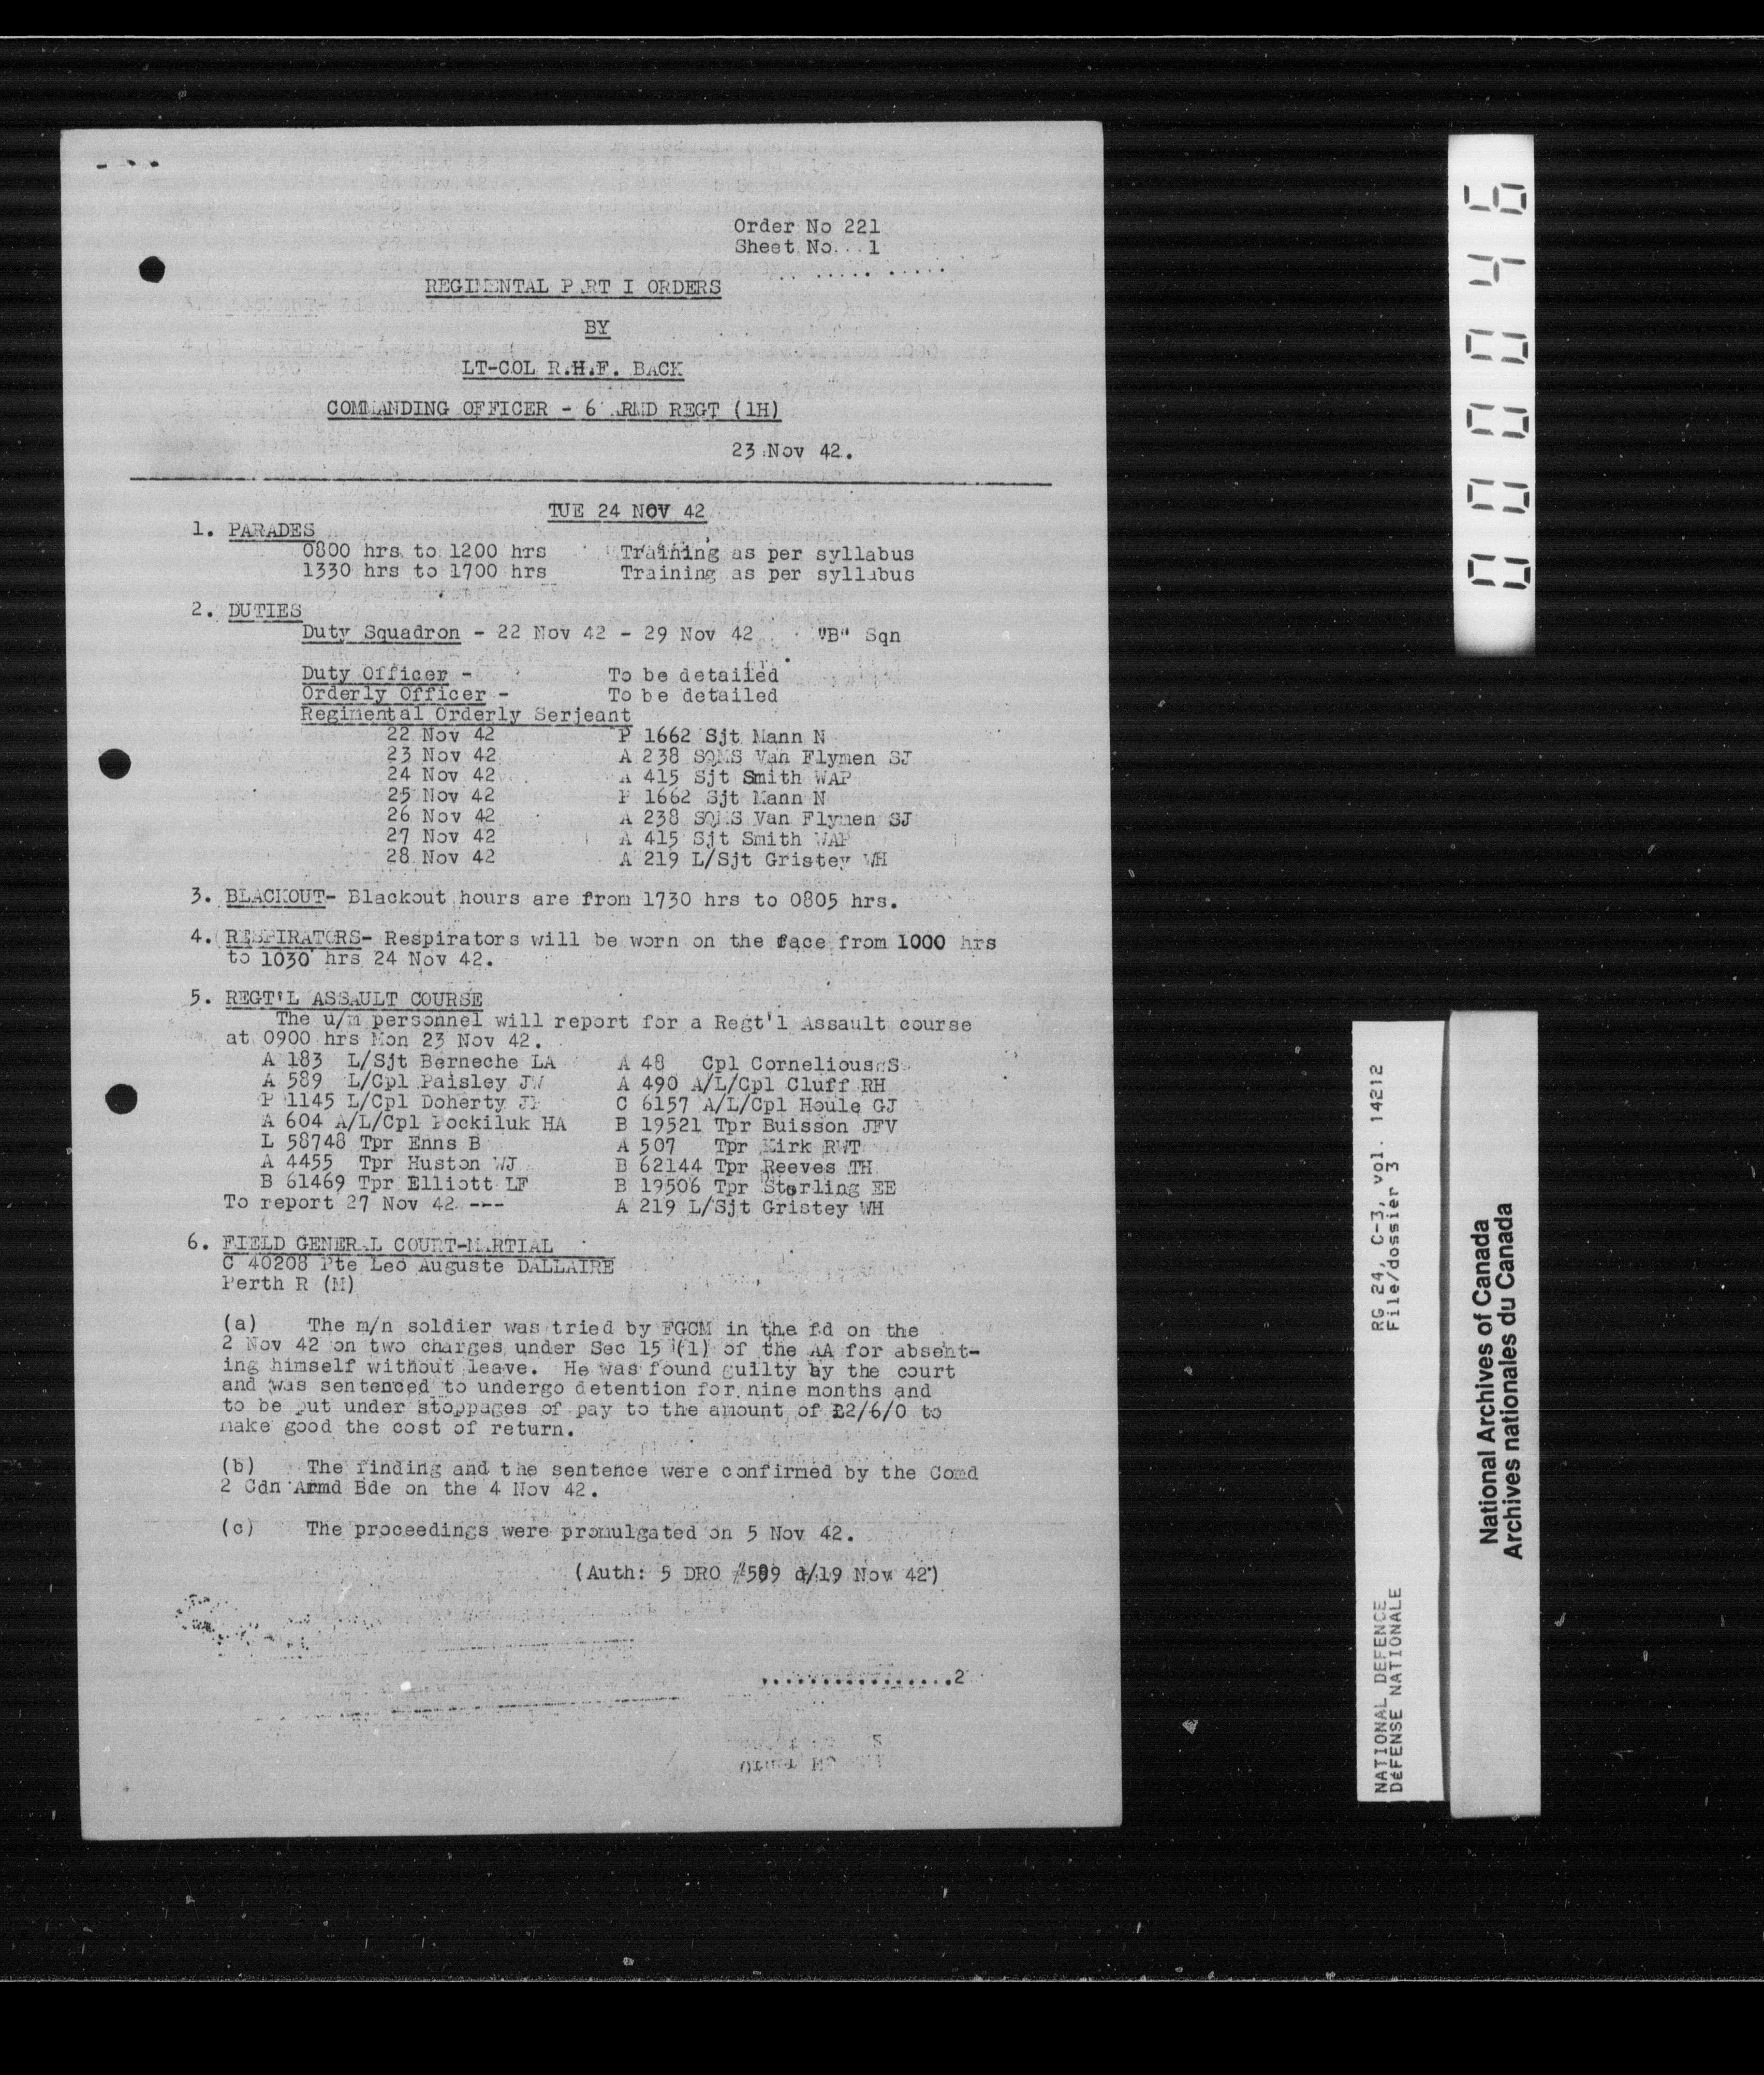 Order No 221
Sheet No...1
REGIMENTAL PART I ORDERS
BY
LT-COL R.H.F. BACK
COMMANDING OFFICER - 6 ARMD REGT (1H)
23 Nov 42.
TUE 24 NOV 42
1. PARADES
0800 hrs to 1200 hrs Training as per syllabus
1330 hrs to 1700 hrs Training as per syllabus
2. DUTIES
Duty Squadron - 22 Nov 42 - 29 Nov 42 "B" Sqn
Duty Officer - To be detailed
Orderly Officer - To be detailed
Regimental Orderly Serjeant
22 Nov 42 P 1662 Sjt Mann N
23 Nov 42 A 238 SQMS Van Flymen SJ
24 Nov 42 A 415 Sjt Smith WAP
25 Nov 42 P 1662 Sjt Mann N
26 Nov 42 A 238 SQMS Van Flymen SJ
27 Nov 42 A 415 Sjt Smith WAP
28 Nov 42 A 219 L/Sjt Gristey WH
3. BLACKOUT- Blackout hours are from 1730 hrs to 0805 hrs.
4. RESPIRATORS- Respirators will be worn on the face from 1000 hrs
to 1030 hrs 24 Nov 42.
5. REGT'L ASSAULT COURSE
The u/m personnel will report for a Regt'l Assault course
at 0900 hrs Mon 23 Nov 42.
A 183 L/Sjt Berneche LA A 48 Cpl Cornelious S
A 589 L/Cpl Paisley JW A 490 A/L/Cpl Cluff RH
P 1145 L/Cpl Doherty C 6157 A/L/Cpl Houle GJ
A 604 A/L/Cpl Pockiluk HA B 19521 Tpr Buisson JFV
L 58748 Tpr Enns B A 507 Tpr Kirk RWT
A 4455 Tpr Huston WJ B 62144 Tpr Reeves TH
B 61469 Tpr Elliott LF B 19506 Tpr Sterling EE
To report 27 Nov 42 --- A 219 L/Sjt Gristey WH
6. FIELD GENERAL COURT-MARTIAL
C 40208 Pte Leo Auguste DALLAIRE
Perth R (M)
(a) The m/n soldier was tried by FGCM in the fd on the
2 Nov 42 on two charges under Sec 15 (1) of the AA for absent-
ing himself without leave. He was found guilty by the court
and was sentenced to undergo detention for nine months and
to be put under stoppages of pay to the amount of £2/6/0 to
make good the cost of return.
(b) The finding and the sentence were confirmed by the Comd
2 Cdn Armd Bde on the 4 Nov 42.
(c) The proceedings were promulgated on 5 Nov 42.
(Auth: 5 DRO #589 d/19 Nov 42)
................2
000046
RG 24, C-3, vol. 14212
File/dossier 3
NATIONAL DEFENCE
DÉFENSE NATIONALE
National Archives of Canada
Archives nationales du Canada